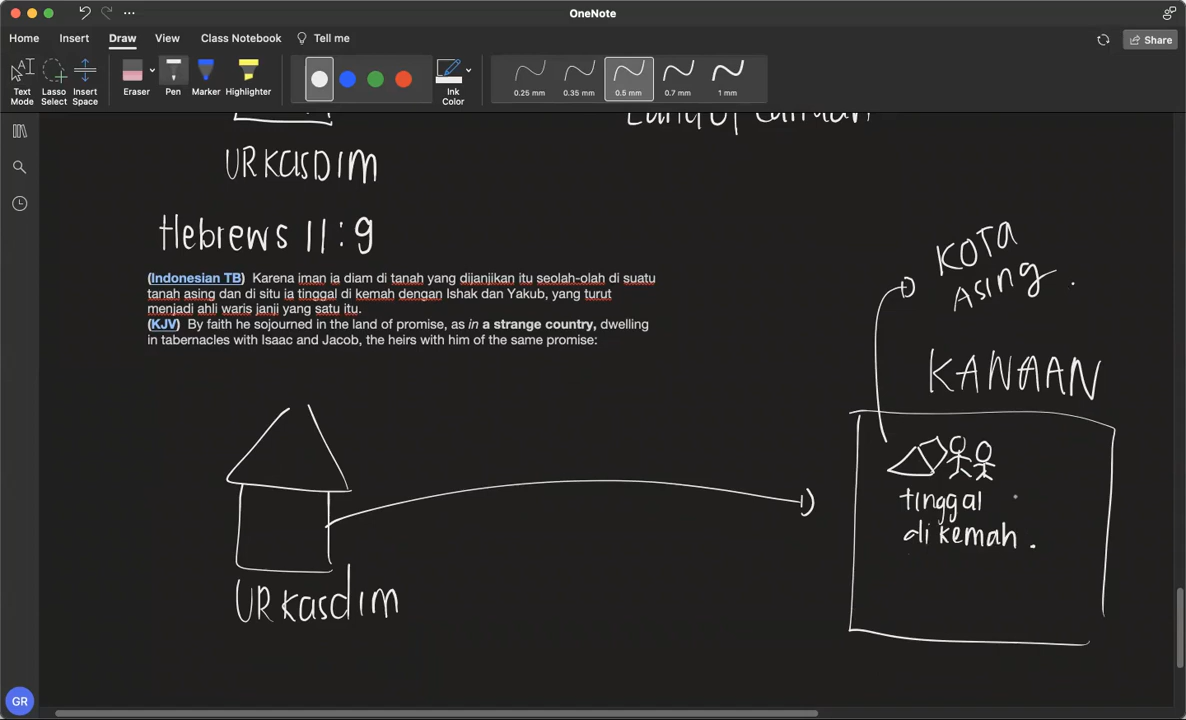 OneNote
Home Insert Draw View Class Notebook Tell me
Share
Text Mode
Lasso Select
Insert Space
Eraser
Pen
Marker
Highlighter
Ink Color
0.25 mm
0.35 mm
0.5 mm
0.7 mm
1 mm
Land of Canaan
URKasDIM
Hebrews 11:9
(Indonesian TB) Karena iman ia diam di tanah yang dijanjikan itu seolah-olah di suatu
tanah asing dan di situ ia tinggal di kemah dengan Ishak dan Yakub, yang turut
menjadi ahli waris janji yang satu itu.
(KJV) By faith he sojourned in the land of promise, as in a strange country, dwelling
in tabernacles with Isaac and Jacob, the heirs with him of the same promise:
KOTA
Asing.
KANAAN
tinggal
di kemah.
URkasdim
GR